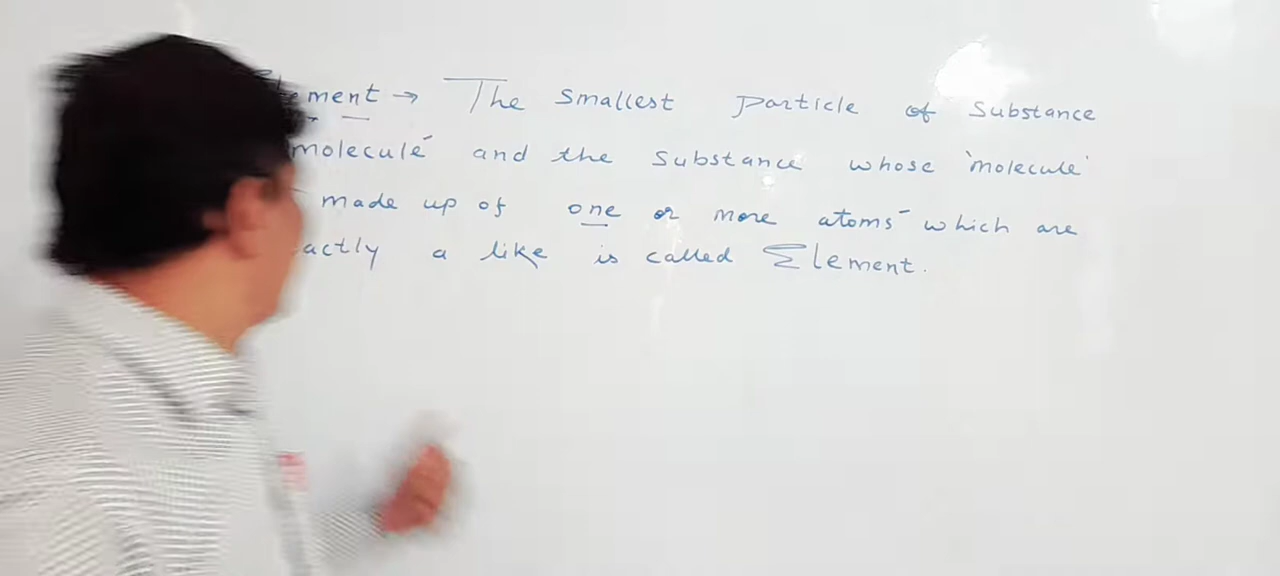 ement → The Smallest particle of Substance
molecule´ and the Substance whose ‘molecule’
made up of one or more atoms which are
actly a like is called Element.